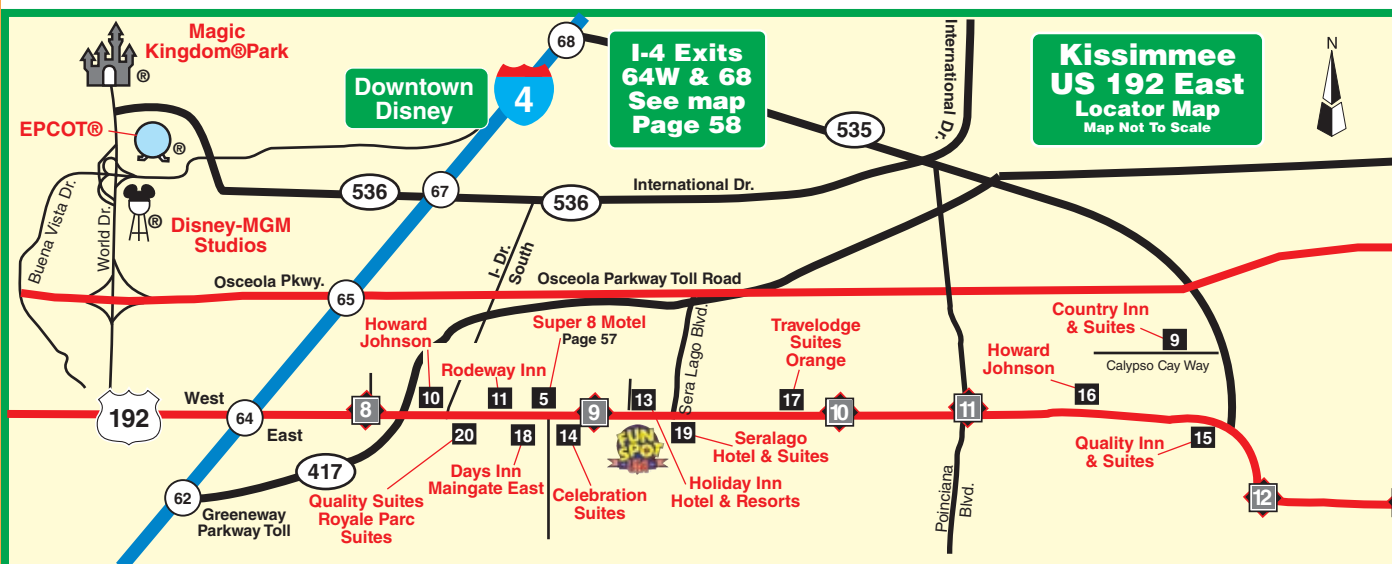 Magic
Kingdom®Park
®
EPCOT®
®
®
Disney-MGM
Studios
Buena Vista Dr.
World Dr.
Downtown
Disney
4
68
I-4 Exits
64W & 68
See map
Page 58
International Dr.
Kissimmee
US 192 East
Locator Map
Map Not To Scale
N
535
536
67
536
International Dr.
I- Dr.
South
Osceola Pkwy.
65
Osceola Parkway Toll Road
Howard
Johnson
10
Rodeway Inn
11
Super 8 Motel
Page 57
5
Sera Lago Blvd.
Travelodge
Suites
Orange
17
Country Inn
& Suites
9
Calypso Cay Way
Howard
Johnson
16
192
West
64
East
8
9
13
10
11
20
18
14
FUN
SPOT
USA
19
Seralago
Hotel & Suites
Holiday Inn
Hotel & Resorts
Quality Inn
& Suites
15
12
Days Inn
Maingate East
Celebration
Suites
Quality Suites
Royale Parc
Suites
417
62
Greeneway
Parkway Toll
Poinciana
Blvd.